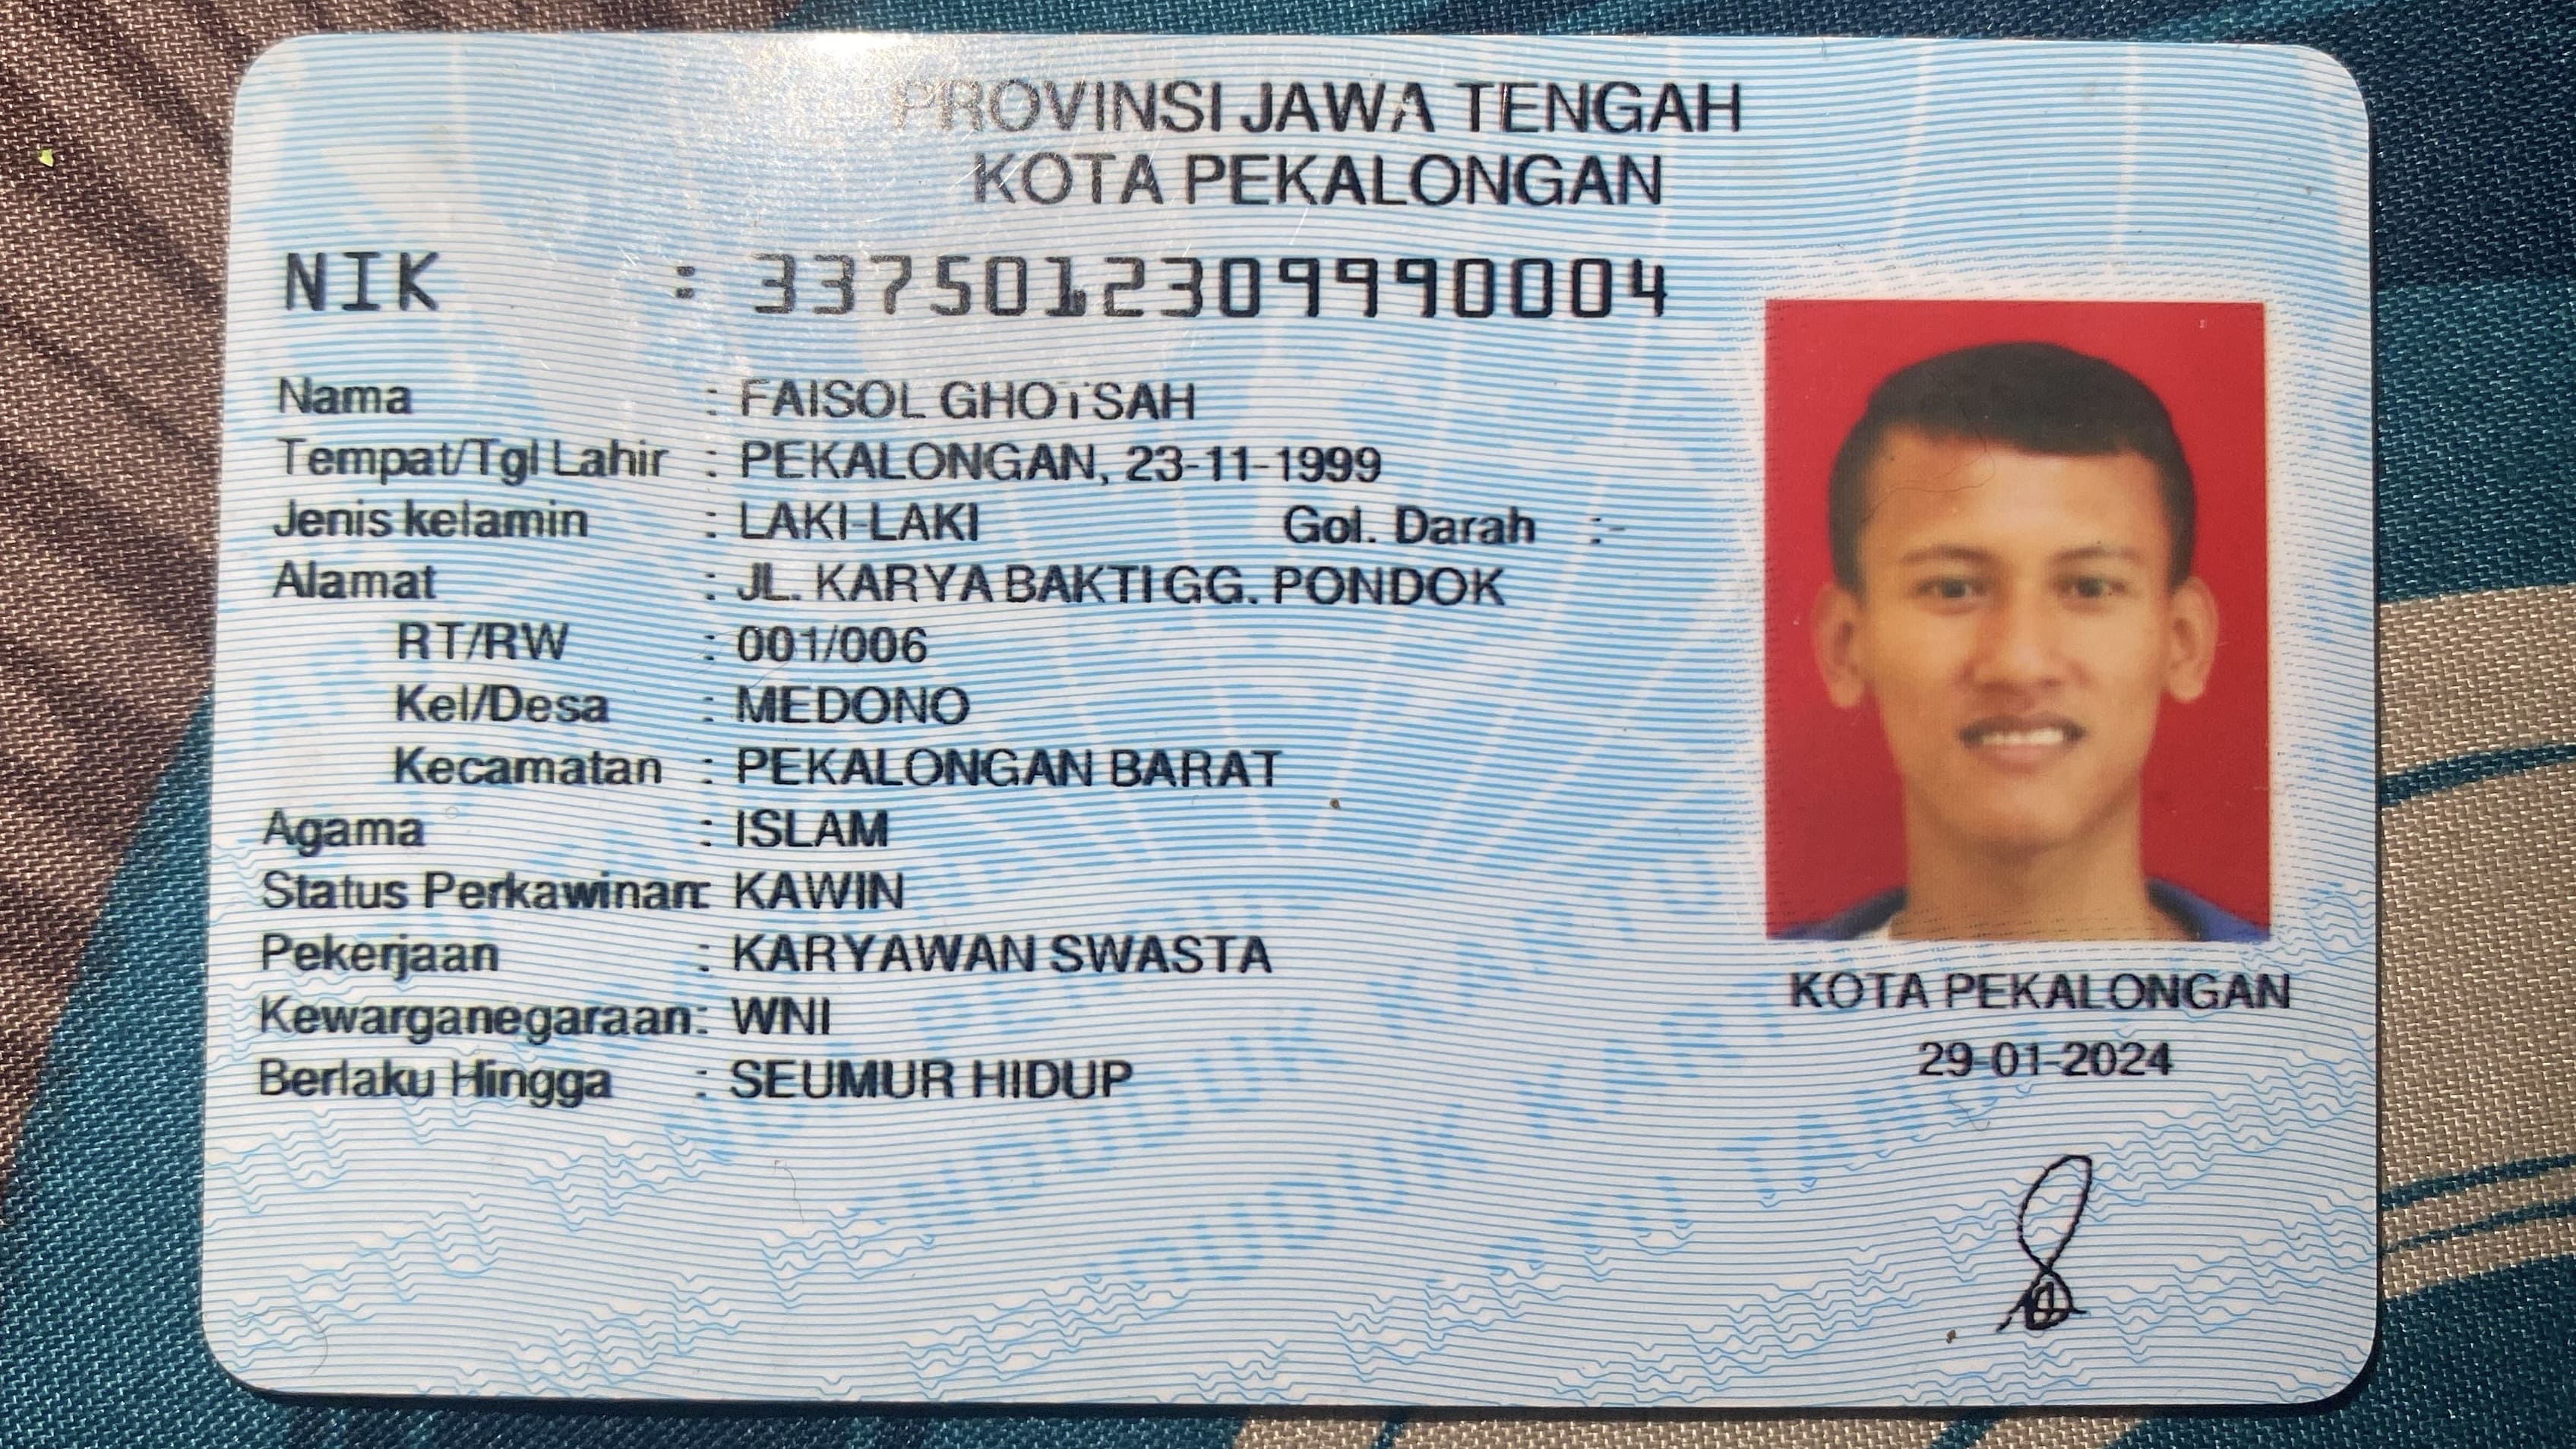 PROVINSI JAWA TENGAH
KOTA PEKALONGAN
NIK : 3375012309990004
Nama : FAISOL
Tempat/Tgl Lahir : PEKALONGAN, 23-11-1999
Jenis kelamin : LAKI-LAKI Gol. Darah :-
Alamat : JL. KARYA BAKTI GG. PONDOK
RT/RW : 001/006
Kel/Desa : MEDONO
Kecamatan : PEKALONGAN BARAT
Agama : ISLAM
Status Perkawinan: KAWIN
Pekerjaan : KARYAWAN SWASTA
Kewarganegaraan: WNI
Berlaku Hingga : SEUMUR HIDUP
KOTA PEKALONGAN
29-01-2024